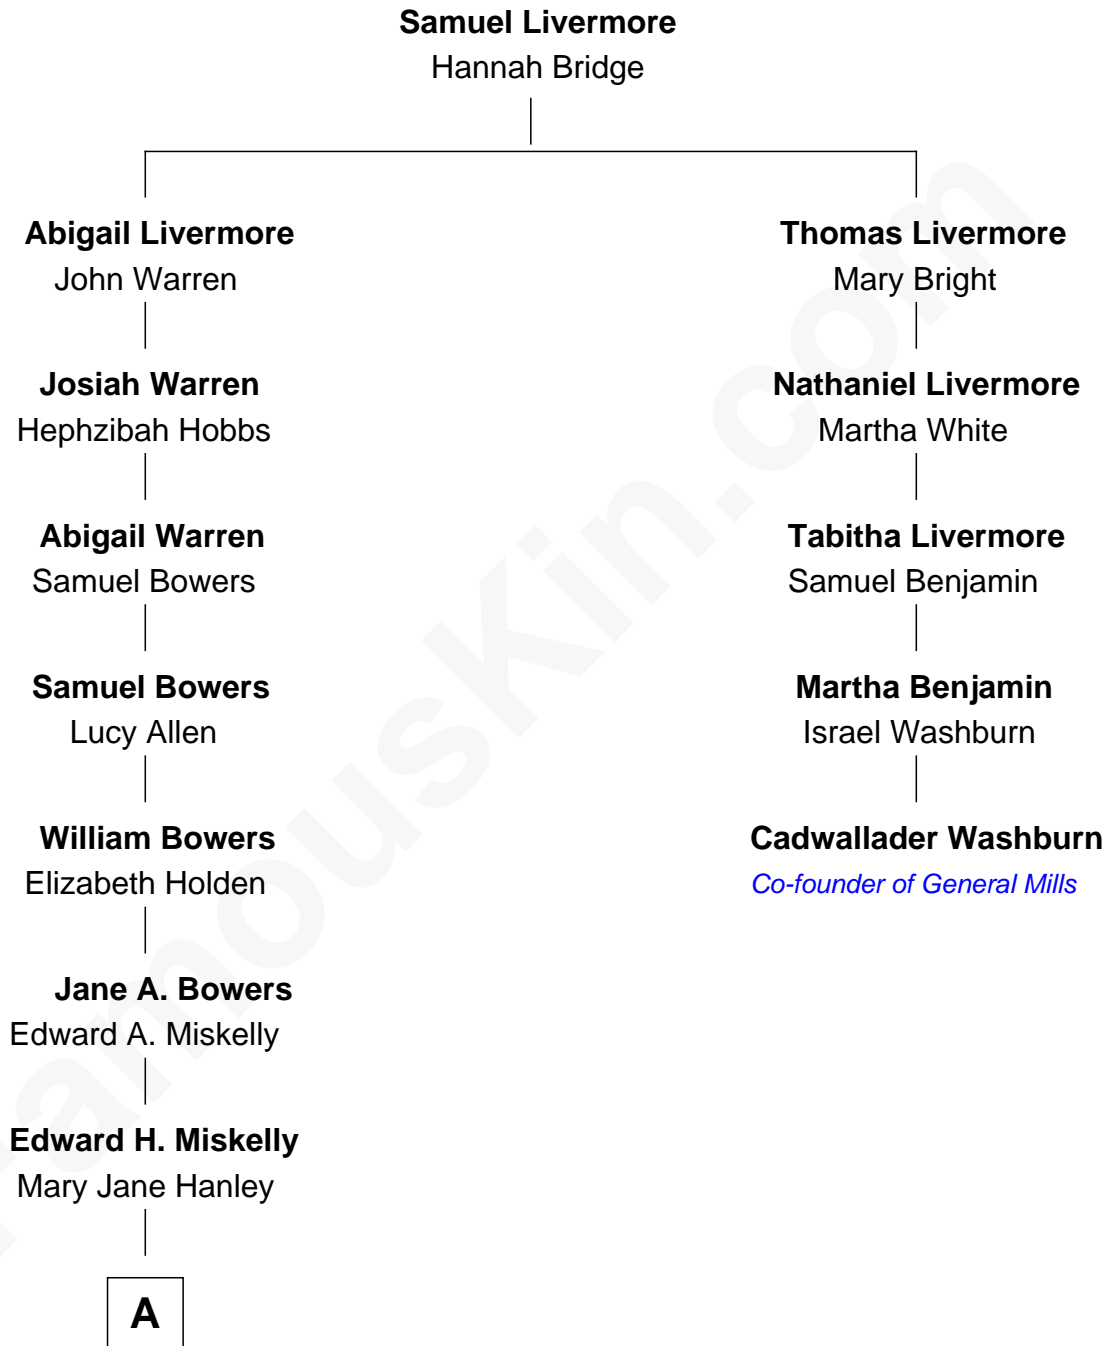 Samuel Livermore
Hannah Bridge
Abigail Livermore
John Warren
Thomas Livermore
Mary Bright
Josiah Warren
Hephzibah Hobbs
Nathaniel Livermore
Martha White
Abigail Warren
Samuel Bowers
Tabitha Livermore
Samuel Benjamin
Samuel Bowers
Lucy Allen
Martha Benjamin
Israel Washburn
William Bowers
Elizabeth Holden
Cadwallader Washburn
Co-founder of General Mills
Jane A. Bowers
Edward A. Miskelly
Edward H. Miskelly
Mary Jane Hanley
A
FamousKin.com